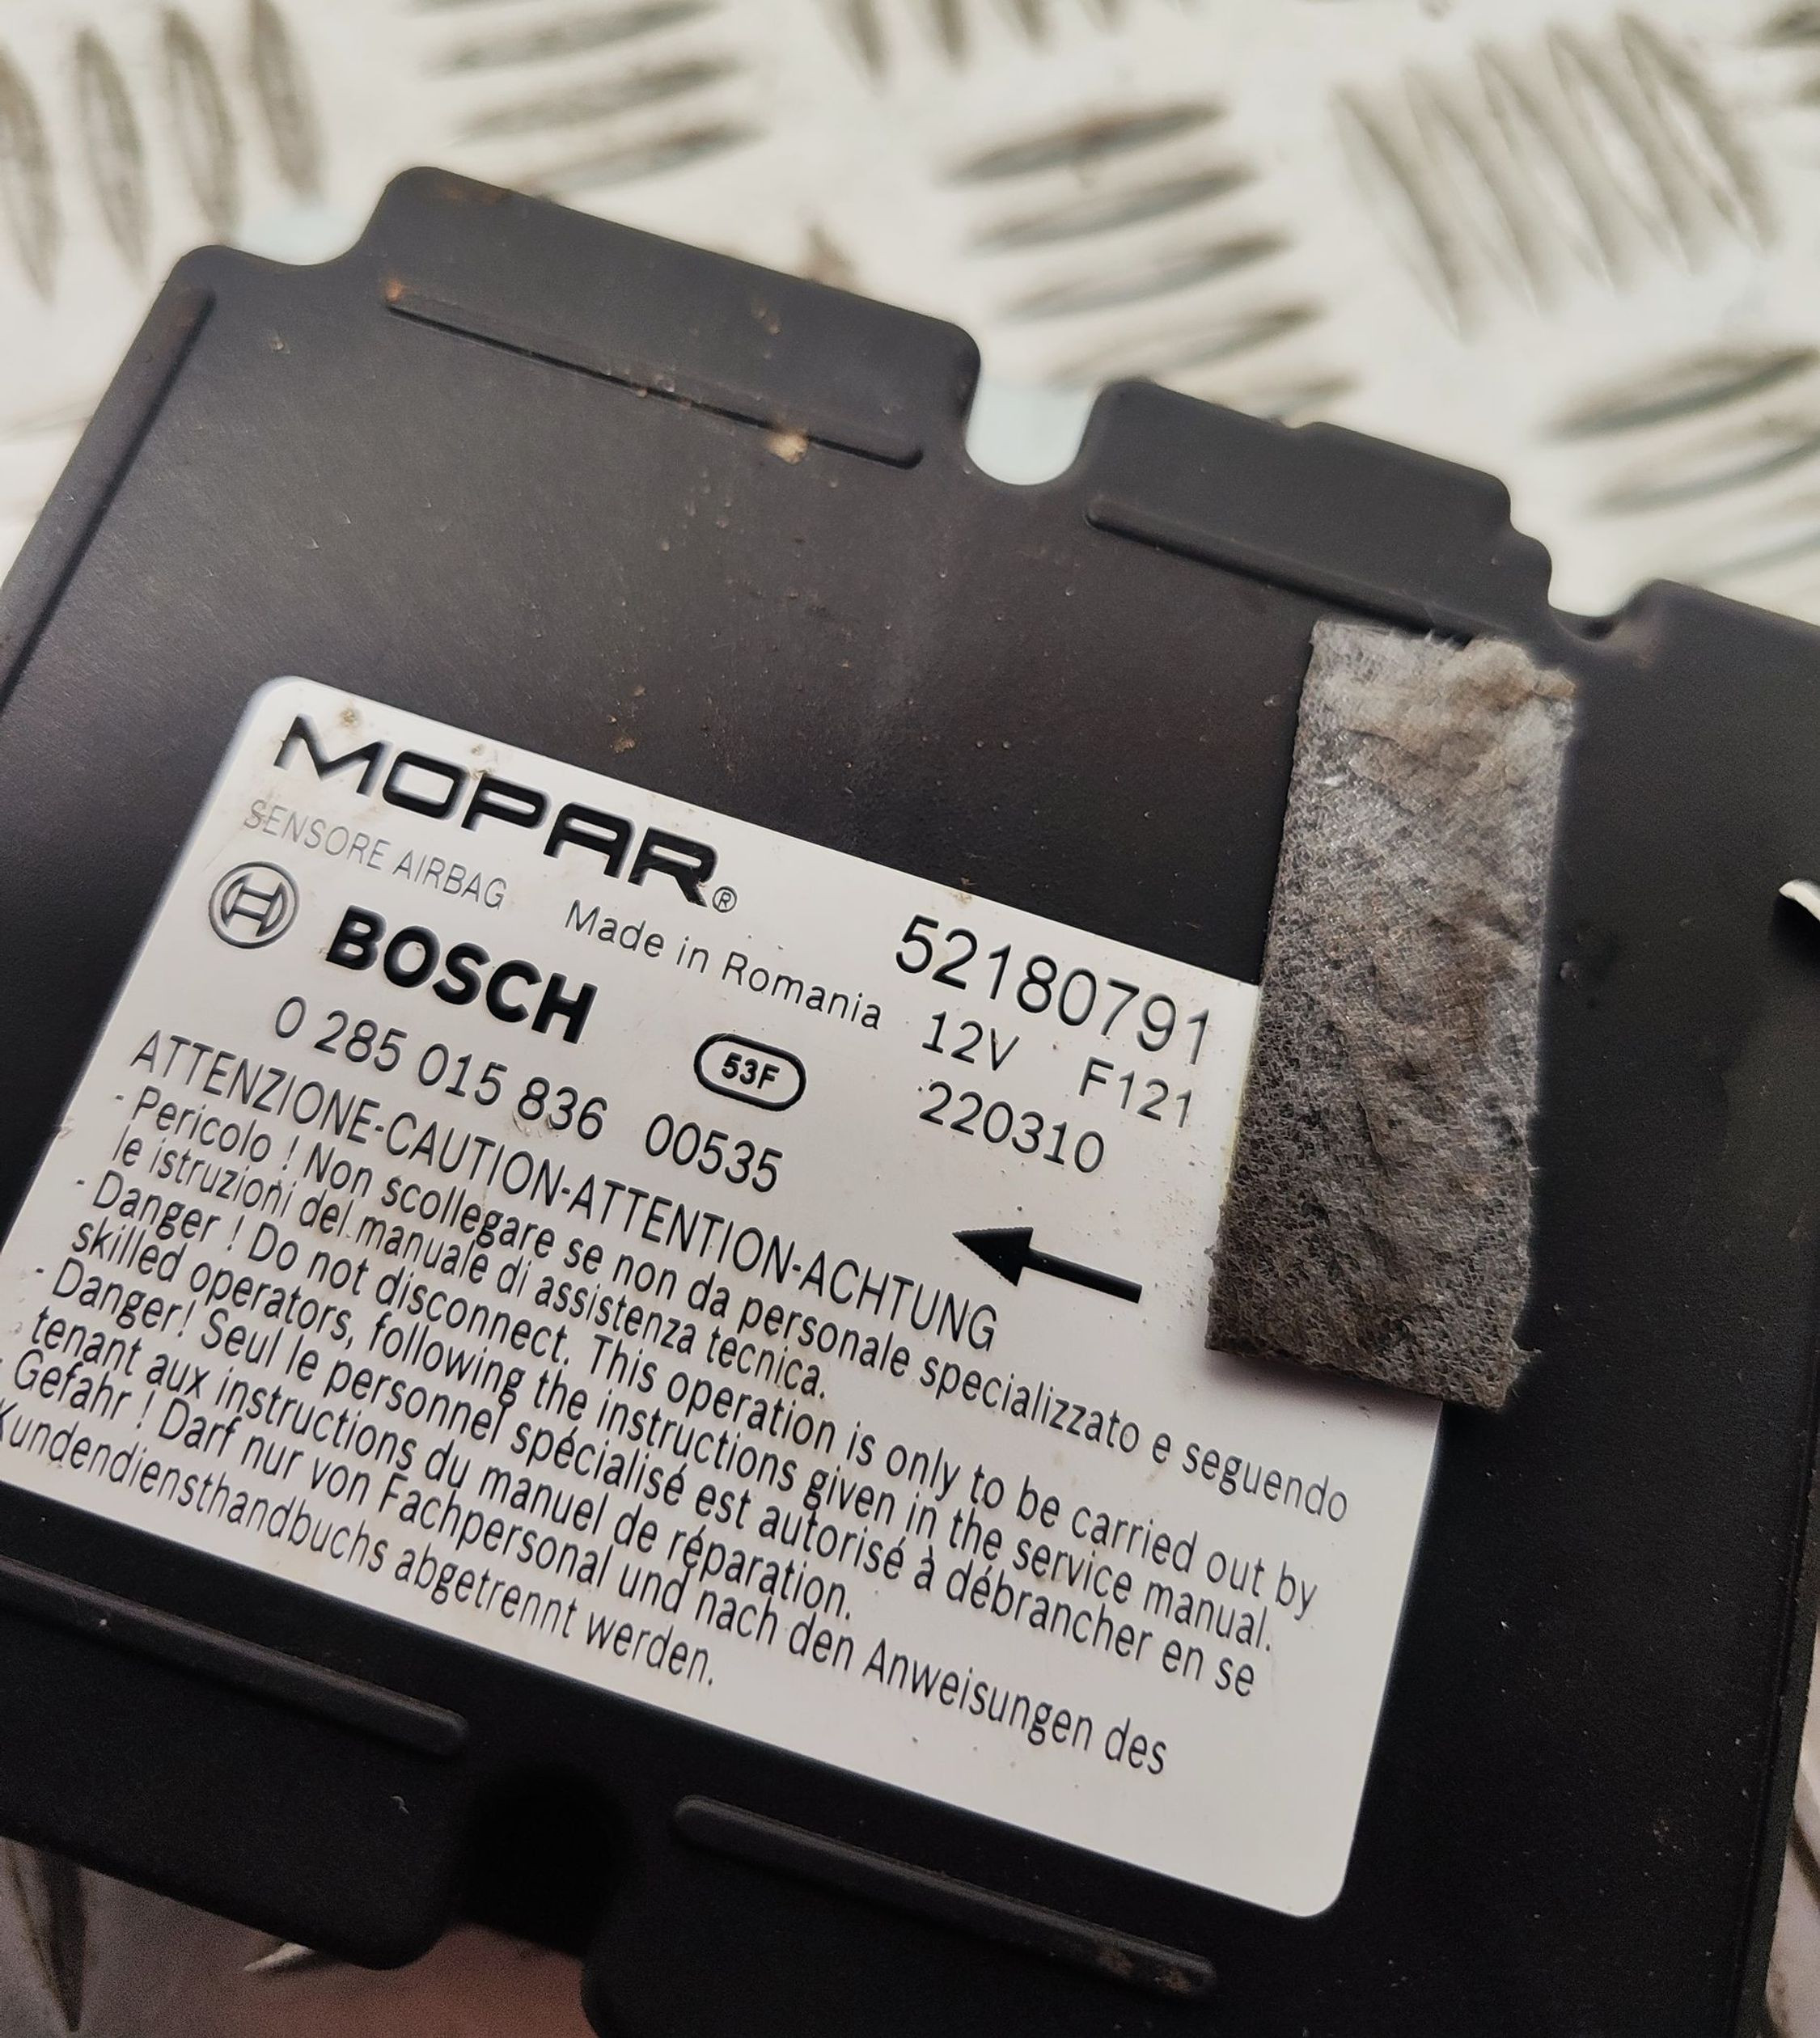 MOPAR®
SENSORE AIRBAG Made in Romania 52180791
BOSCH 53F 12V F121
0 285 015 836 00535 220310
ATTENZIONE-CAUTION-ATTENTION-ACHTUNG
- Pericolo ! Non scollegare se non da personale specializzato e seguendo
le istruzioni del manuale di assistenza tecnica.
- Danger ! Do not disconnect. This operation is only to be carried out by
skilled operators, following the instructions given in the service manual.
- Danger! Seul le personnel spécialisé est autorisé à débrancher en se
tenant aux instructions du manuel de réparation.
- Gefahr ! Darf nur von Fachpersonal und nach den Anweisungen des
Kundendiensthandbuchs abgetrennt werden.